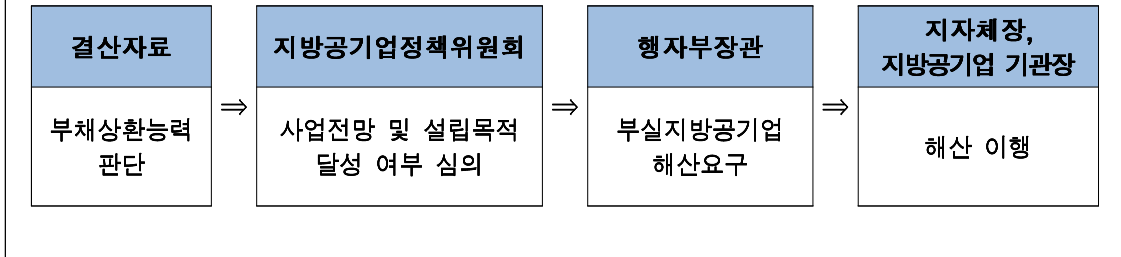 결산자료
부채상환능력
판단
⇒
지방공기업정책위원회
사업전망 및 설립목적
달성 여부 심의
⇒
행자부장관
부실지방공기업
해산요구
⇒
지자체장,
지방공기업 기관장
해산 이행